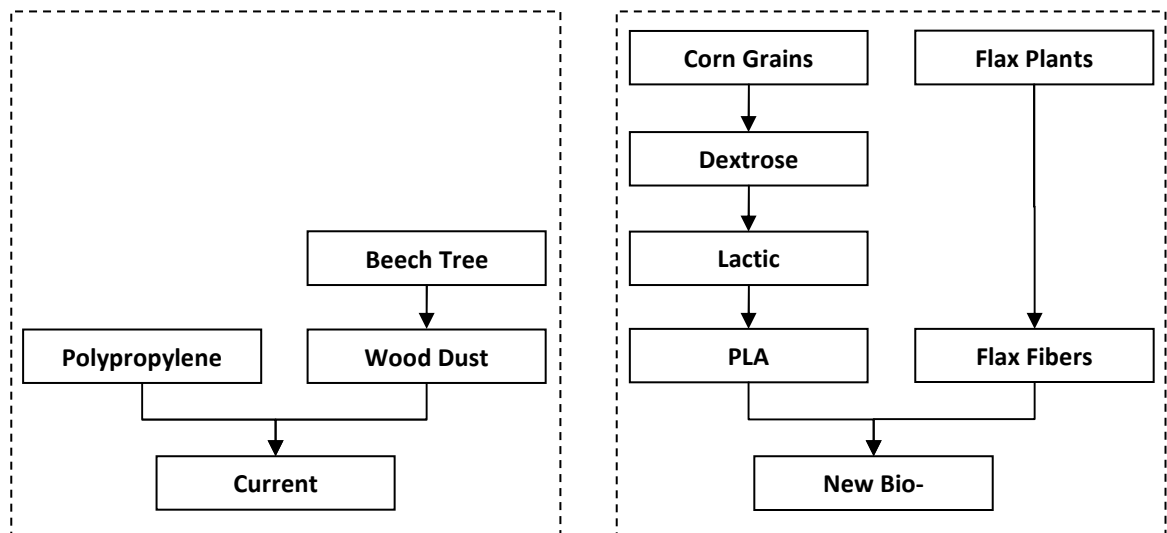 Beech Tree
Polypropylene
Wood Dust
Current
Corn Grains
Flax Plants
Dextrose
Lactic
PLA
Flax Fibers
New Bio-